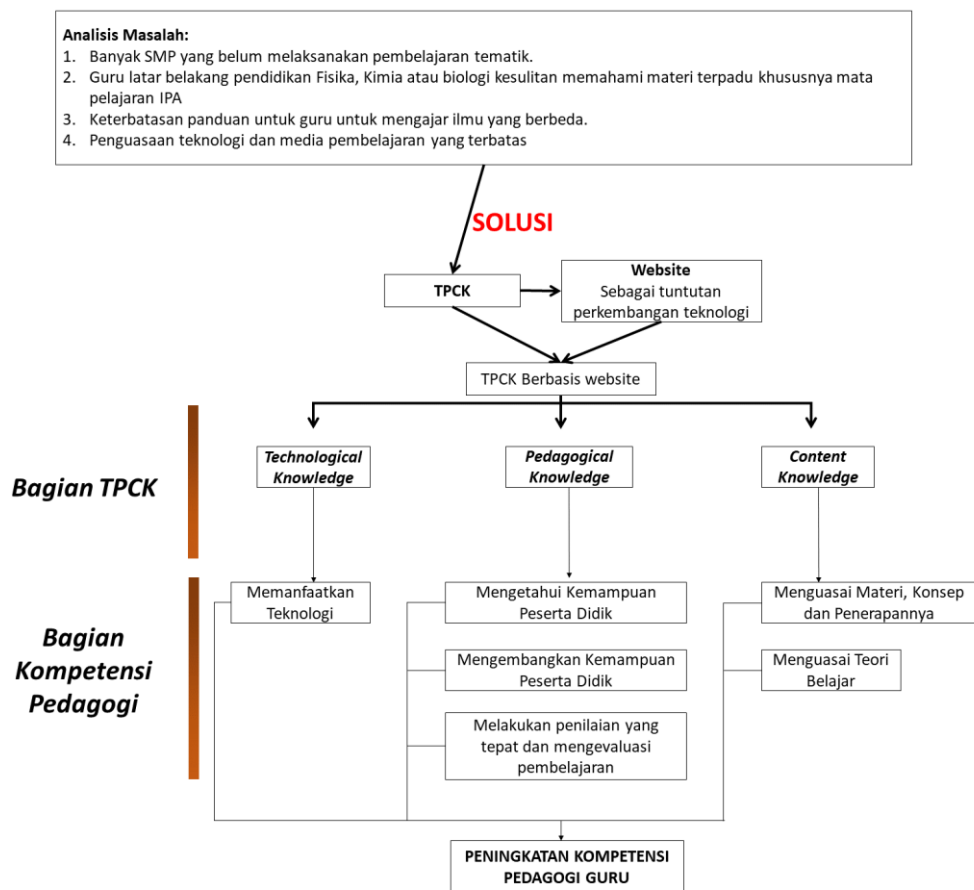 Analisis Masalah:
1. Banyak SMP yang belum melaksanakan pembelajaran tematik.
2. Guru latar belakang pendidikan Fisika, Kimia atau biologi kesulitan memahami materi terpadu khususnya mata
pelajaran IPA
3. Keterbatasan panduan untuk guru untuk mengajar ilmu yang berbeda.
4. Penguasaan teknologi dan media pembelajaran yang terbatas
SOLUSI
TPCK
Website
Sebagai tuntutan
perkembangan teknologi
TPCK Berbasis website
Bagian TPCK
Technological
Knowledge
Pedagogical
Knowledge
Content
Knowledge
Bagian
Kompetensi
Pedagogi
Memanfaatkan
Teknologi
Mengetahui Kemampuan
Peserta Didik
Menguasai Materi, Konsep
dan Penerapannya
Mengembangkan Kemampuan
Peserta Didik
Menguasai Teori
Belajar
Melakukan penilaian yang
tepat dan mengevaluasi
pembelajaran
PENINGKATAN KOMPETENSI
PEDAGOGI GURU